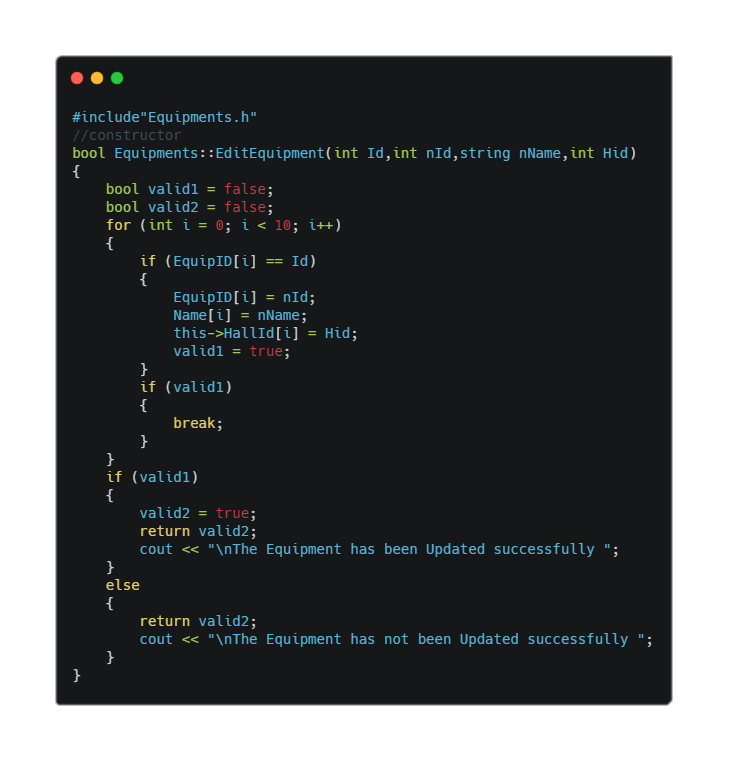 #include"Equipments.h"
//constructor
bool Equipments::EditEquipment(int Id,int nId,string nName,int Hid)
{
    bool valid1 = false;
    bool valid2 = false;
    for (int i = 0; i < 10; i++)
    {
        if (EquipID[i] == Id)
        {
            EquipID[i] = nId;
            Name[i] = nName;
            this->HallId[i] = Hid;
            valid1 = true;
        }
        if (valid1)
        {
            break;
        }
    }
    if (valid1)
    {
        valid2 = true;
        return valid2;
        cout << "\nThe Equipment has been Updated successfully ";
    }
    else
    {
        return valid2;
        cout << "\nThe Equipment has not been Updated successfully ";
    }
}